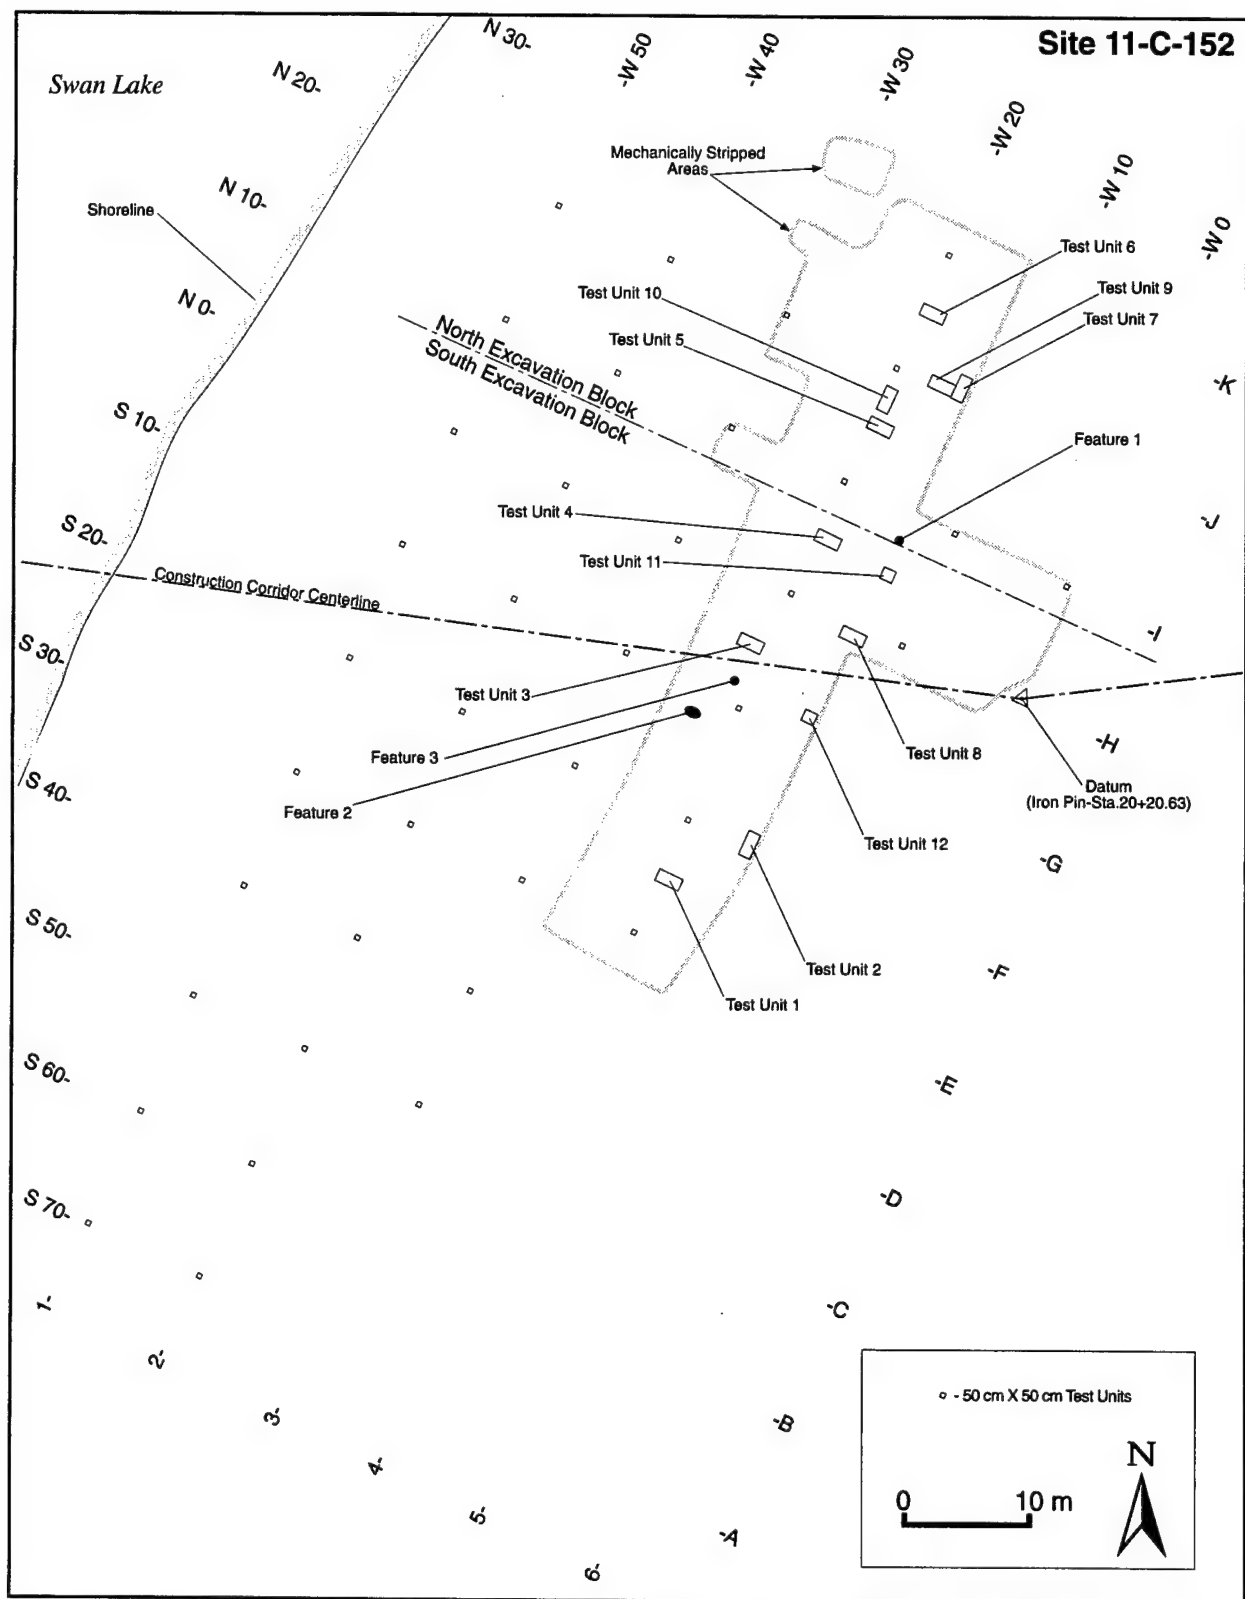 Site 11-C-152
Swan Lake
N 20-
N 30-
-W 50
-W 40
-W 30
-W 20
-W 10
-W 0
Mechanically Stripped
Areas
N 10-
Shoreline
N 0-
Test Unit 6
Test Unit 9
Test Unit 7
Test Unit 10
Test Unit 5
North Excavation Block
South Excavation Block
S 10-
-K
Feature 1
Test Unit 4
-J
S 20-
Test Unit 11
Construction Corridor Centerline
S 30-
-I
Test Unit 3
Feature 3
Feature 2
Test Unit 8
-H
Datum
(Iron Pin-Sta.20+20.63)
S 40-
Test Unit 12
-G
S 50-
Test Unit 2
-F
Test Unit 1
S 60-
-E
S 70-
-D
1-
-C
2-
3-
-B
4-
5-
-A
6-
- 50 cm X 50 cm Test Units
N
0 10 m